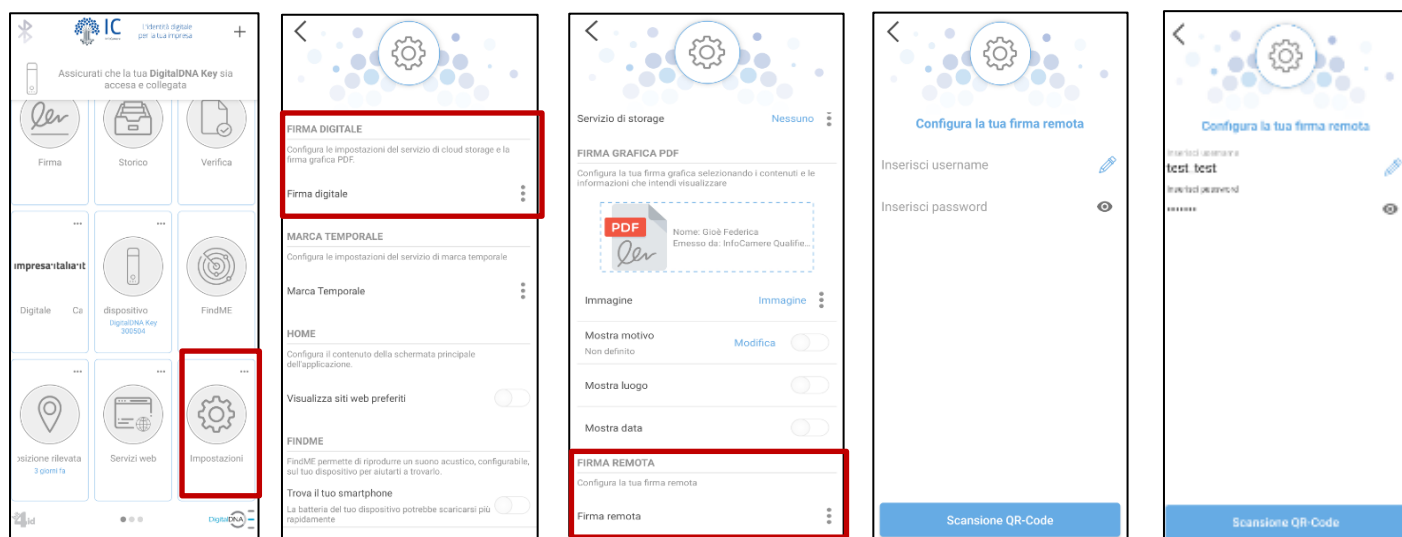 IC
L'identità digitale
per la tua impresa
+
Assicurati che la tua DigitalDNA Key sia
accesa e collegata
Firma
Storico
Verifica
impresa italia it
Digitale Ca
dispositivo
DigitalDNA Key
300504
FindME
osizione rilevata
3 giorni fa
Servizi web
Impostazioni
4id
DigitalDNA
FIRMA DIGITALE
Configura le impostazioni del servizio di cloud storage e la
firma grafica PDF.
Firma digitale
MARCA TEMPORALE
Configura le impostazioni del servizio di marca temporale
Marca Temporale
HOME
Configura il contenuto della schermata principale
dell'applicazione.
Visualizza siti web preferiti
FINDME
FindME permette di riprodurre un suono acustico, configurabile,
sul tuo dispositivo per aiutarti a trovarlo.
Trova il tuo smartphone
La batteria del tuo dispositivo potrebbe scaricarsi più
rapidamente
Servizio di storage Nessuno
FIRMA GRAFICA PDF
Configura la tua firma grafica selezionando i contenuti e le
informazioni che intendi visualizzare
PDF
Nome: Gioè Federica
Emesso da: InfoCamere Qualifie...
Immagine Immagine
Mostra motivo
Non definito
Modifica
Mostra luogo
Mostra data
FIRMA REMOTA
Configura la tua firma remota
Firma remota
Configura la tua firma remota
Inserisci username
Inserisci password
Scansione QR-Code
Configura la tua firma remota
Inserisci username
test_test
Inserisci password
•••••••
Scansione QR-Code